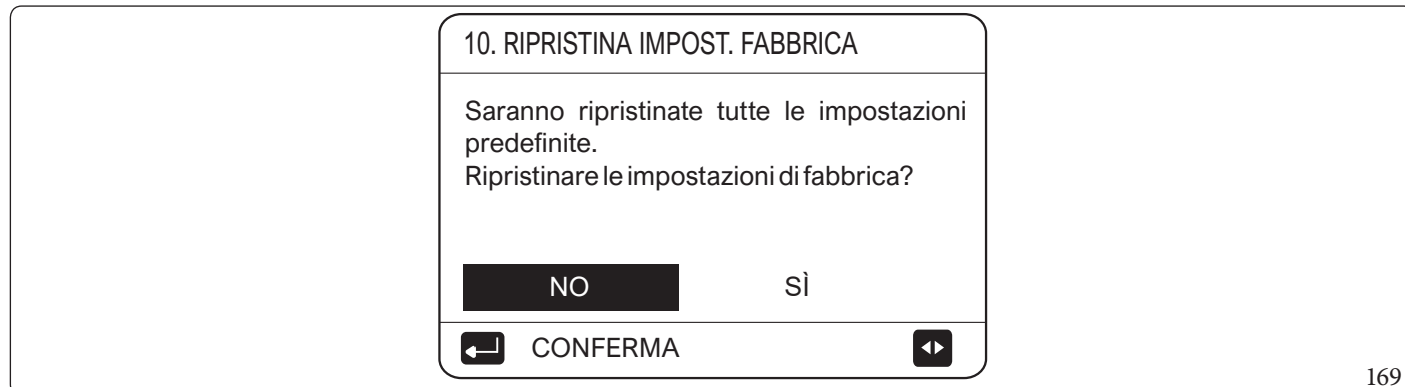 10. RIPRISTINA IMPOST. FABBRICA
Saranno ripristinate tutte le impostazioni
predefinite.
Ripristinare le impostazioni di fabbrica?
NO SÌ
CONFERMA
169